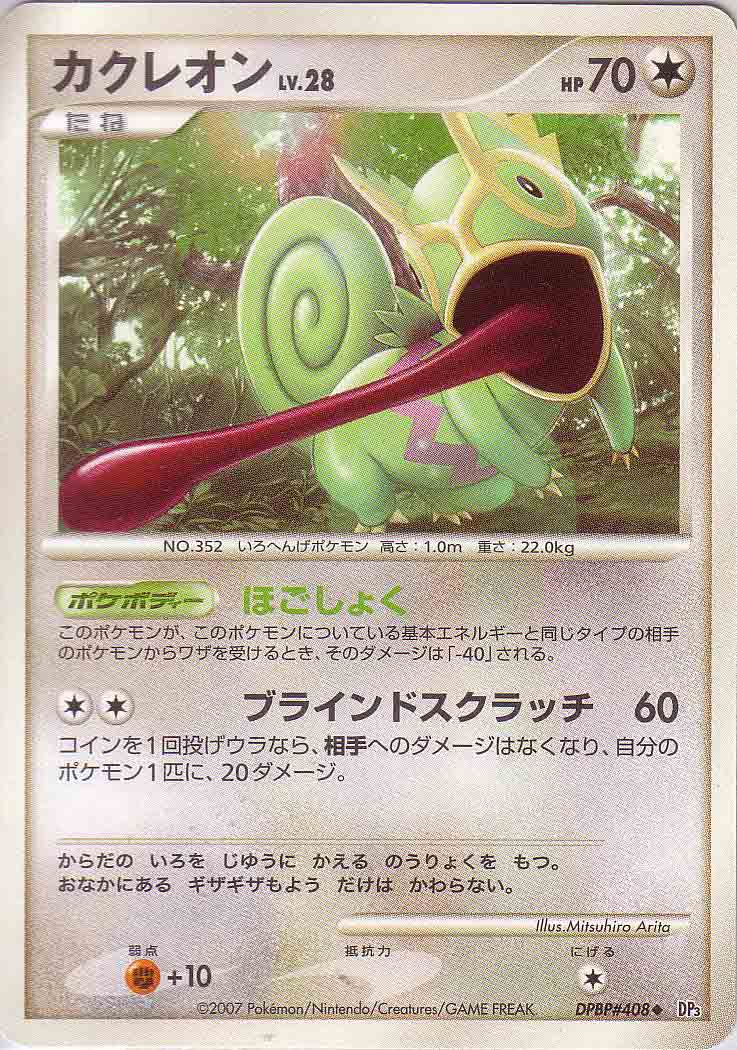 カクレオン LV.28 HP 70
たね
NO.352 いろへんげポケモン 高さ：1.0m 重さ：22.0kg
ポケボディー ほごしょく
このポケモンが、このポケモンについている基本エネルギーと同じタイプの相手
のポケモンからワザを受けるとき、そのダメージは「-40」される。
ブラインドスクラッチ 60
コインを1回投げウラなら、相手へのダメージはなくなり、自分の
ポケモン1匹に、20ダメージ。
からだの いろを じゆうに かえる のうりょくを もつ。
おなかにある ギザギザもよう だけは かわらない。
Illus.Mitsuhiro Arita
弱点 抵抗力 にげる
+10
©2007 Pokémon/Nintendo/Creatures/GAME FREAK. DPBP#408◆ DP3